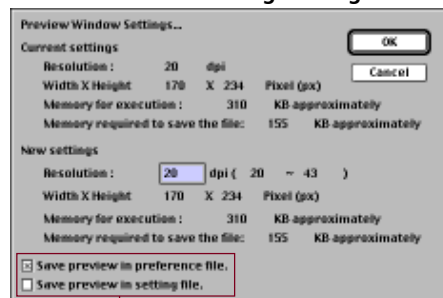 Preview Window Settings...
Current settings
OK
Resolution : 20 dpi
Cancel
Width X Height 170 X 234 Pixel (px)
Memory for execution : 310 KB approximately
Memory required to save the file: 155 KB approximately
New settings
Resolution : 20 dpi ( 20 ~ 43 )
Width X Height 170 X 234 Pixel (px)
Memory for execution : 310 KB approximately
Memory required to save the file: 155 KB approximately
Save preview in preference file.
Save preview in setting file.